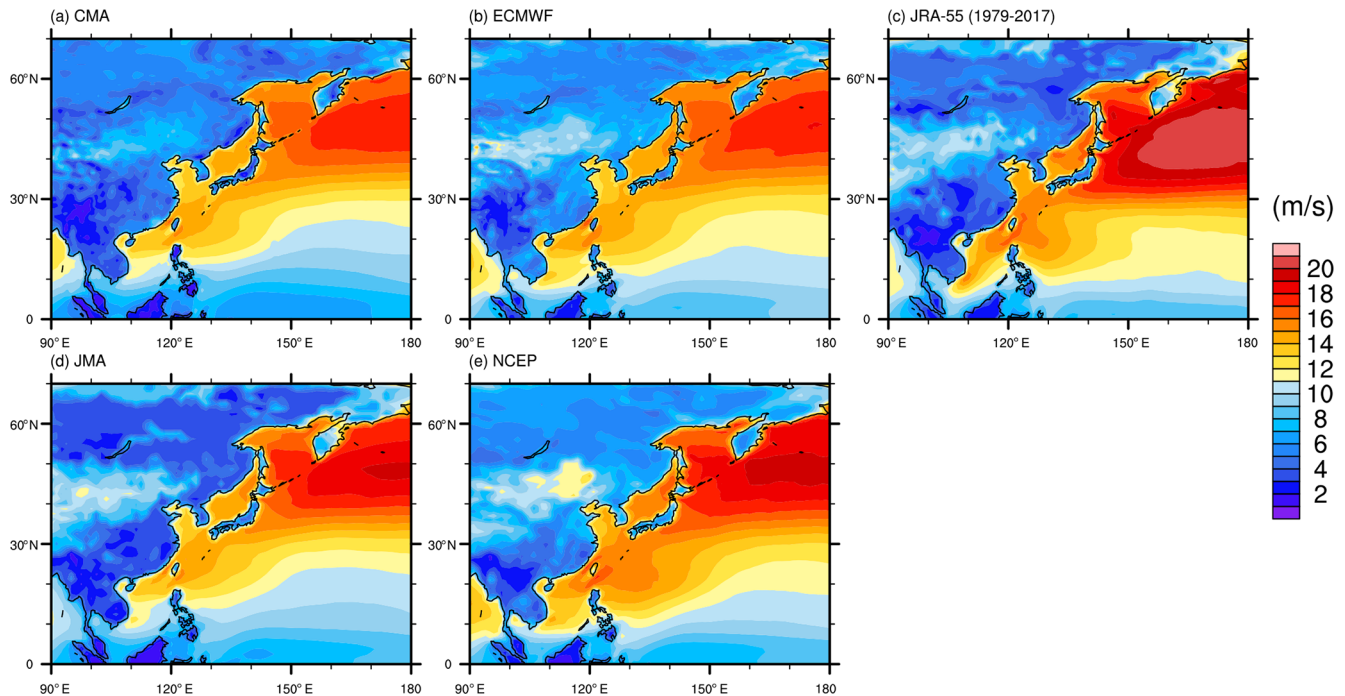 (a) CMA
(b) ECMWF
(c) JRA-55 (1979-2017)
60°N
60°N
60°N
30°N
30°N
30°N
0
0
0
90°E 120°E 150°E 180
90°E 120°E 150°E 180
90°E 120°E 150°E 180
(m/s)
20
18
16
14
12
10
8
6
4
2
(d) JMA
(e) NCEP
60°N
60°N
30°N
30°N
0
0
90°E 120°E 150°E 180
90°E 120°E 150°E 180